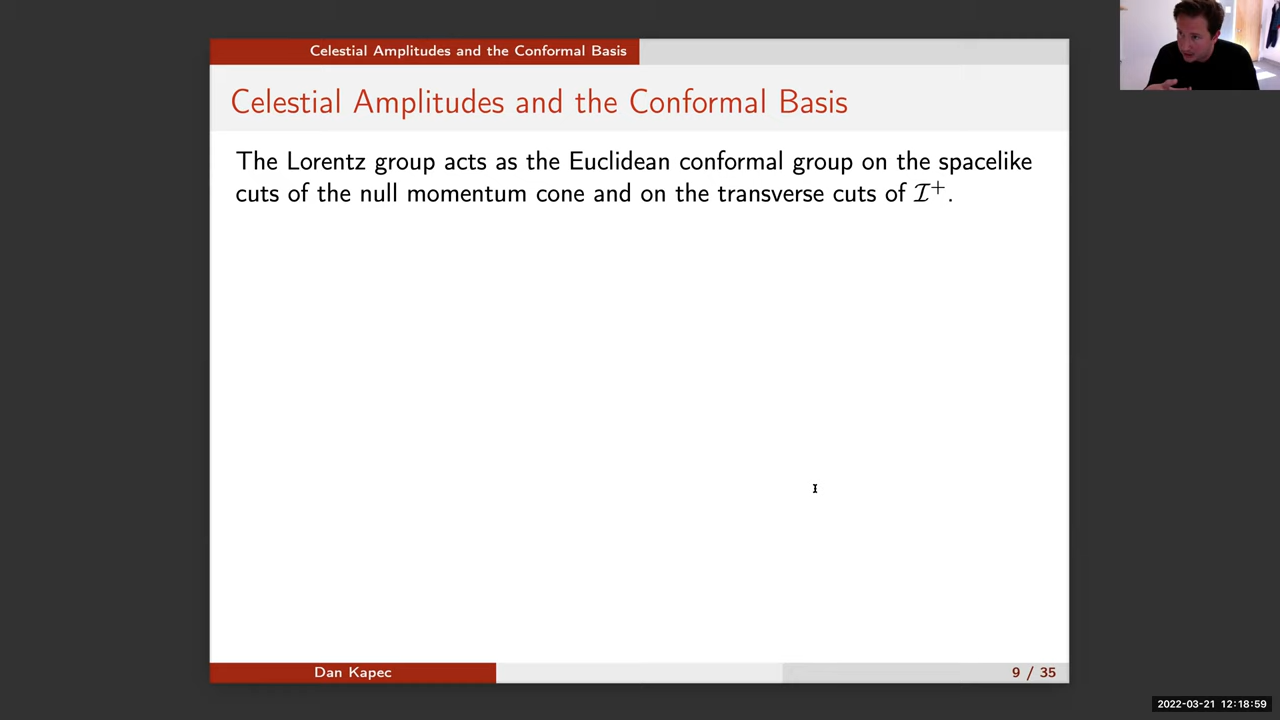 Celestial Amplitudes and the Conformal Basis
Celestial Amplitudes and the Conformal Basis
The Lorentz group acts as the Euclidean conformal group on the spacelike
cuts of the null momentum cone and on the transverse cuts of ℐ⁺.
Dan Kapec
9 / 35
2022-03-21 12:18:59